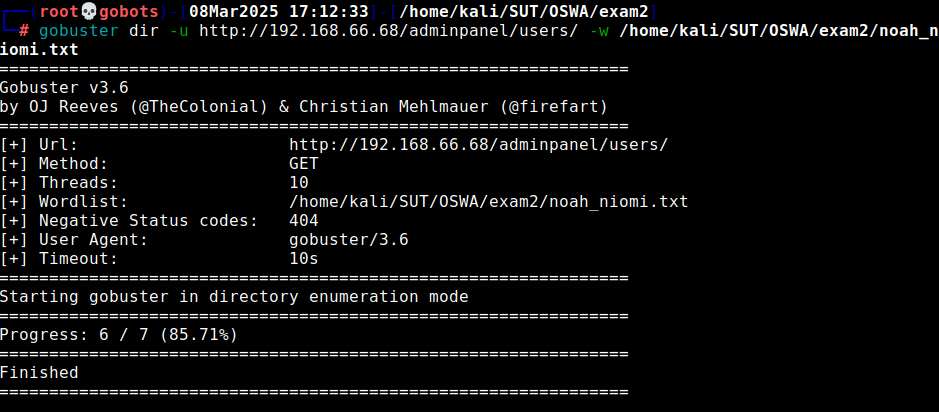 ┌──(root💀gobots)-[08Mar2025 17:12:33]-[/home/kali/SUT/OSWA/exam2]
└─# gobuster dir -u http://192.168.66.68/adminpanel/users/ -w /home/kali/SUT/OSWA/exam2/noah_n
iomi.txt
===============================================================
Gobuster v3.6
by OJ Reeves (@TheColonial) & Christian Mehlmauer (@firefart)
===============================================================
[+] Url:                     http://192.168.66.68/adminpanel/users/
[+] Method:                  GET
[+] Threads:                 10
[+] Wordlist:                /home/kali/SUT/OSWA/exam2/noah_niomi.txt
[+] Negative Status codes:   404
[+] User Agent:              gobuster/3.6
[+] Timeout:                 10s
===============================================================
Starting gobuster in directory enumeration mode
===============================================================
Progress: 6 / 7 (85.71%)
===============================================================
Finished
===============================================================